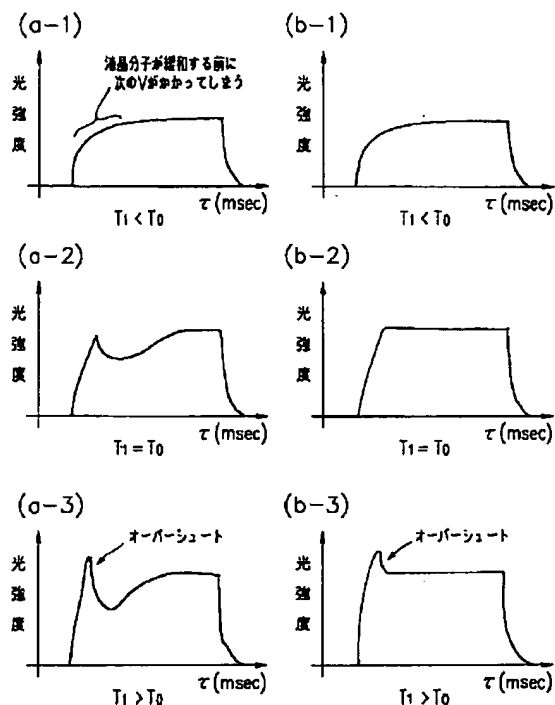 (a-1)
液晶分子が緩和する前に
次のVがかかってしまう
光強度
τ(msec)
T1 < T0
(b-1)
光強度
τ(msec)
T1 < T0
(a-2)
光強度
τ(msec)
T1 = T0
(b-2)
光強度
τ(msec)
T1 = T0
(a-3)
オーバーシュート
光強度
τ(msec)
T1 > T0
(b-3)
オーバーシュート
光強度
τ(msec)
T1 > T0